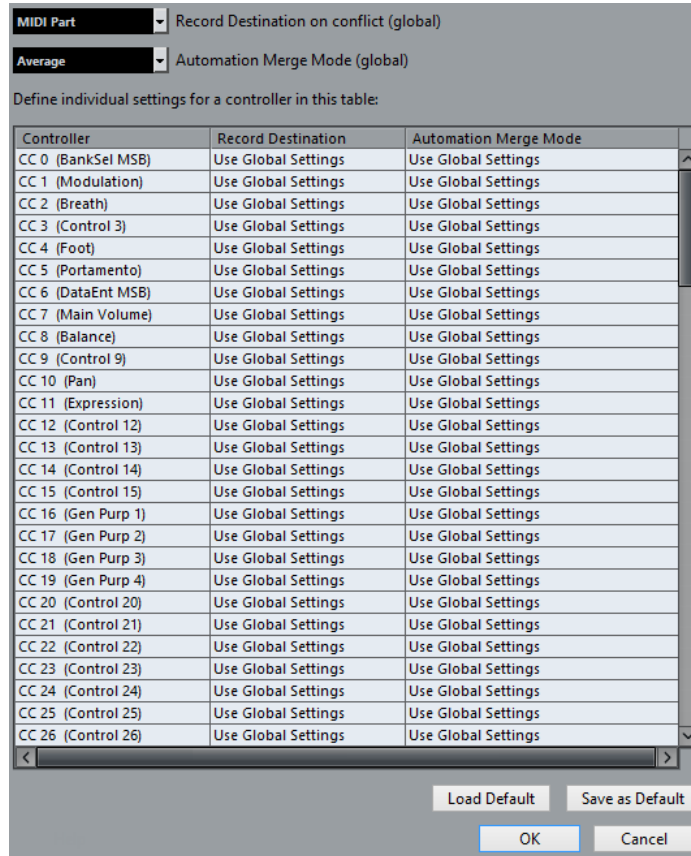 MIDI Part Record Destination on conflict (global)
Average Automation Merge Mode (global)
Define individual settings for a controller in this table:
Controller Record Destination Automation Merge Mode
CC 0 (BankSel MSB) Use Global Settings Use Global Settings
CC 1 (Modulation) Use Global Settings Use Global Settings
CC 2 (Breath) Use Global Settings Use Global Settings
CC 3 (Control 3) Use Global Settings Use Global Settings
CC 4 (Foot) Use Global Settings Use Global Settings
CC 5 (Portamento) Use Global Settings Use Global Settings
CC 6 (DataEnt MSB) Use Global Settings Use Global Settings
CC 7 (Main Volume) Use Global Settings Use Global Settings
CC 8 (Balance) Use Global Settings Use Global Settings
CC 9 (Control 9) Use Global Settings Use Global Settings
CC 10 (Pan) Use Global Settings Use Global Settings
CC 11 (Expression) Use Global Settings Use Global Settings
CC 12 (Control 12) Use Global Settings Use Global Settings
CC 13 (Control 13) Use Global Settings Use Global Settings
CC 14 (Control 14) Use Global Settings Use Global Settings
CC 15 (Control 15) Use Global Settings Use Global Settings
CC 16 (Gen Purp 1) Use Global Settings Use Global Settings
CC 17 (Gen Purp 2) Use Global Settings Use Global Settings
CC 18 (Gen Purp 3) Use Global Settings Use Global Settings
CC 19 (Gen Purp 4) Use Global Settings Use Global Settings
CC 20 (Control 20) Use Global Settings Use Global Settings
CC 21 (Control 21) Use Global Settings Use Global Settings
CC 22 (Control 22) Use Global Settings Use Global Settings
CC 23 (Control 23) Use Global Settings Use Global Settings
CC 24 (Control 24) Use Global Settings Use Global Settings
CC 25 (Control 25) Use Global Settings Use Global Settings
CC 26 (Control 26) Use Global Settings Use Global Settings
Load Default Save as Default
OK Cancel